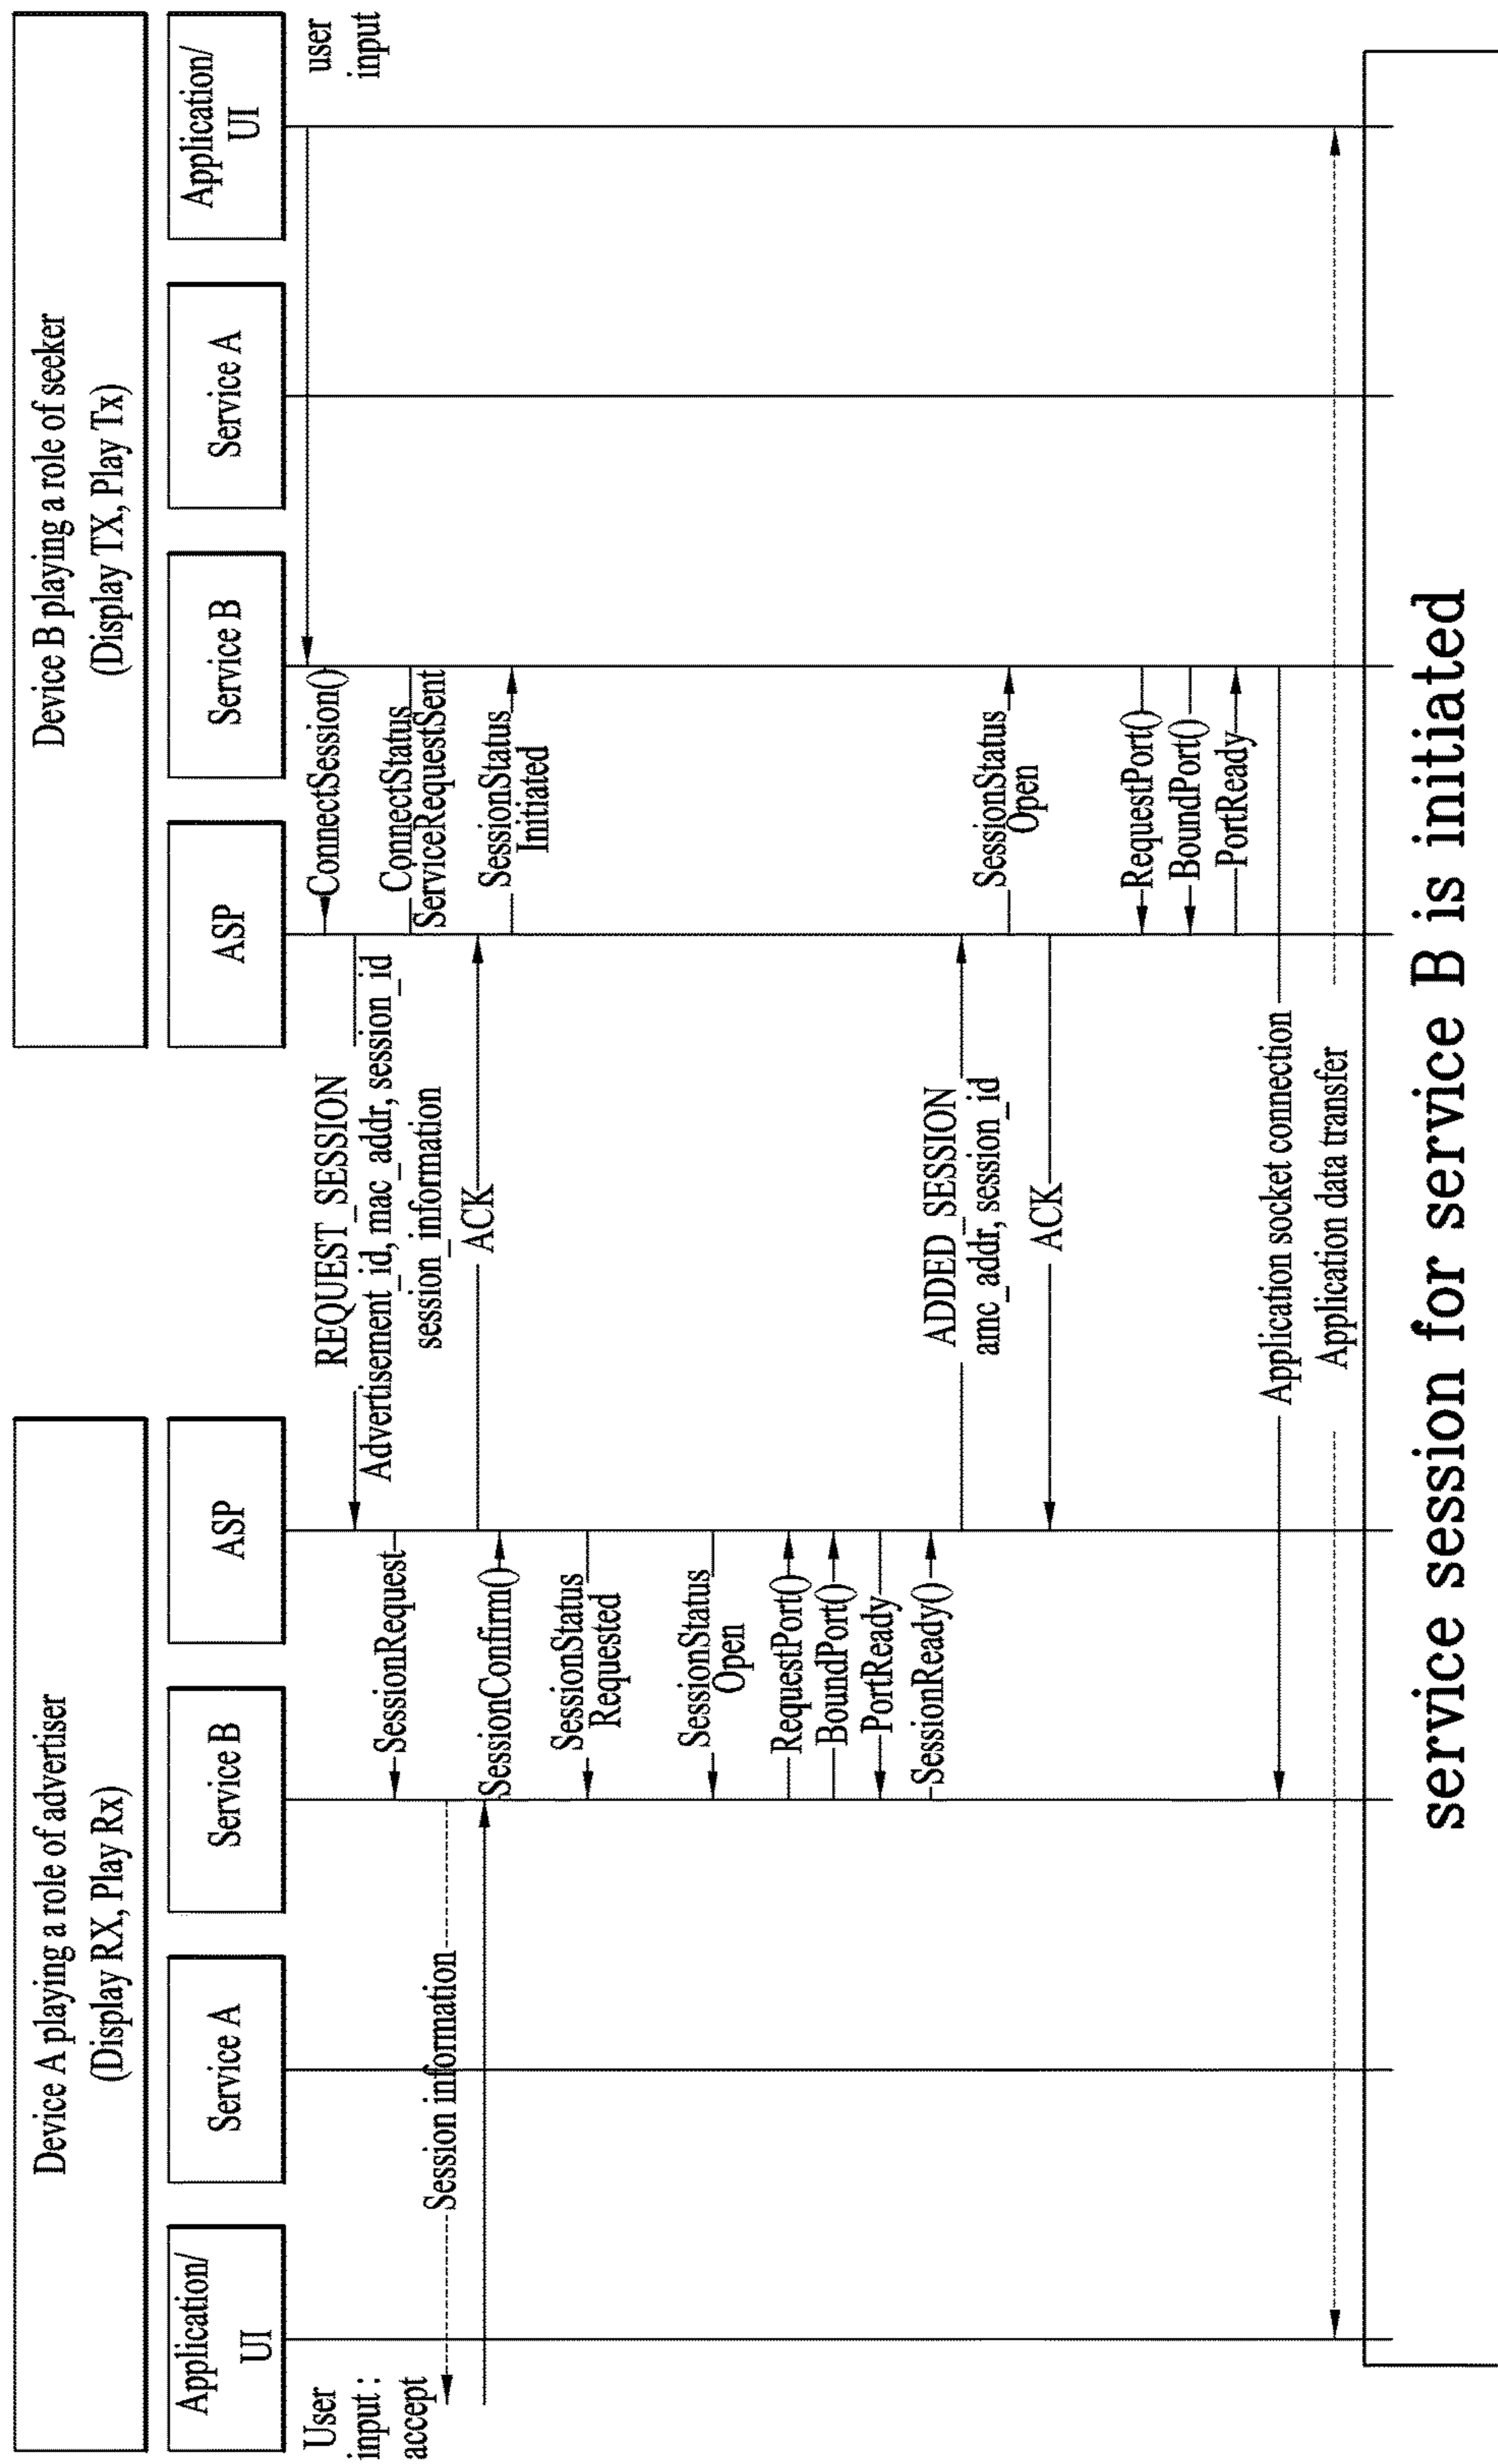 Device A playing a role of advertiser
(Display RX, Play Rx)
Device B playing a role of seeker
(Display TX, Play Tx)
Application/
UI
Service A
Service B
ASP
ASP
Service B
Service A
Application/
UI
user
input
ConnectSession()
REQUEST_SESSION
Advertisement_id, mac_addr, session_id
session_information
ConnectStatus
ServiceRequestSent
User
input :
accept
SessionRequest
Session information
ACK
SessionConfirm()
SessionStatus
Initiated
SessionStatus
Requested
SessionStatus
Open
RequestPort()
BoundPort()
PortReady
SessionReady()
ADDED_SESSION
amc_addr, session_id
SessionStatus
Open
ACK
RequestPort()
BoundPort()
PortReady
Application socket connection
Application data transfer
service session for service B is initiated